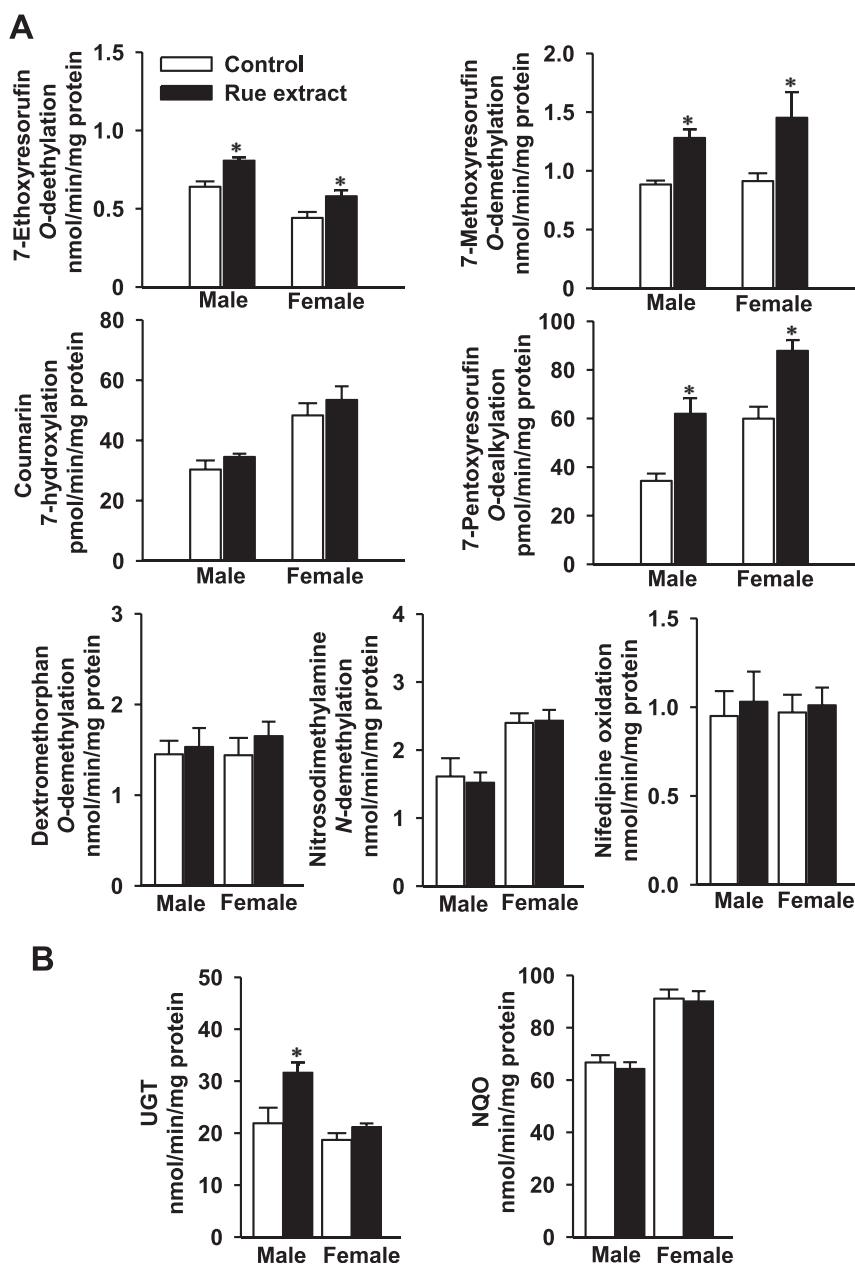 A
7-Ethoxyresorufin
O-deethylation
nmol/min/mg protein
1.5
1.0
0.5
0
Control
Rue extract
*
*
Male
Female
7-Methoxyresorufin
O-demethylation
nmol/min/mg protein
2.0
1.5
1.0
0.5
0
*
*
Male
Female
Coumarin
7-hydroxylation
pmol/min/mg protein
80
60
40
20
0
Male
Female
7-Pentoxyresorufin
O-dealkylation
pmol/min/mg protein
100
80
60
40
20
0
*
*
Male
Female
Dextromethorphan
O-demethylation
nmol/min/mg protein
3
2
1
0
Male
Female
Nitrosodimethylamine
N-demethylation
nmol/min/mg protein
4
3
2
1
0
Male
Female
Nifedipine oxidation
nmol/min/mg protein
1.5
1.0
0.5
0.0
Male
Female
B
UGT
nmol/min/mg protein
50
40
30
20
10
0
*
Male
Female
NQO
nmol/min/mg protein
100
80
60
40
20
0
Male
Female